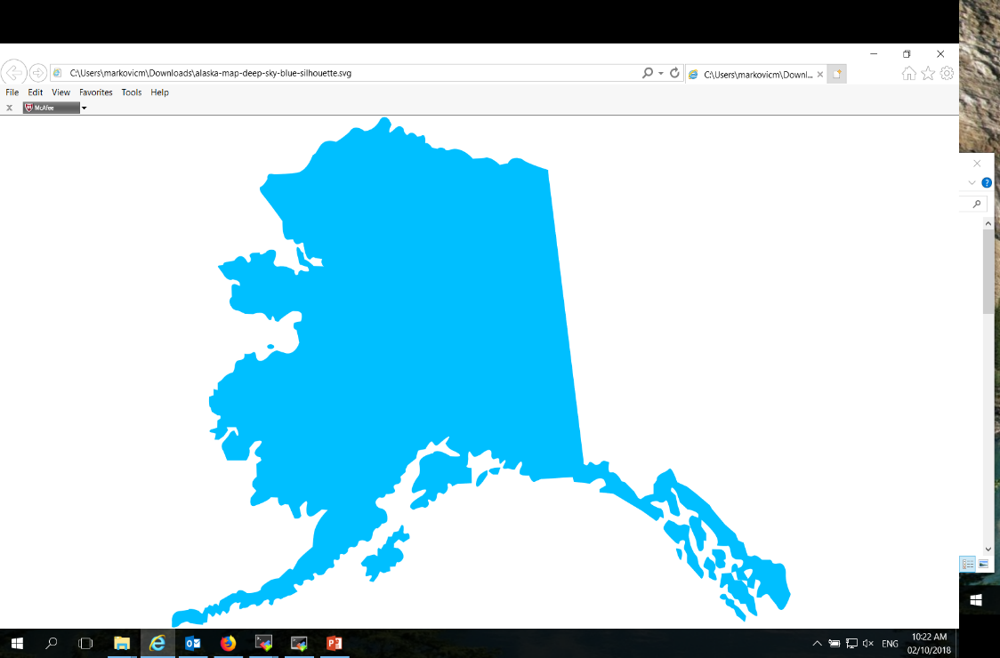 C:\Users\markovicm\Downloads\alaska-map-deep-sky-blue-silhouette.svg
C:\Users\markovicm\Downl...
File Edit View Favorites Tools Help
x McAfee
?
ENG
10:22 AM
02/10/2018